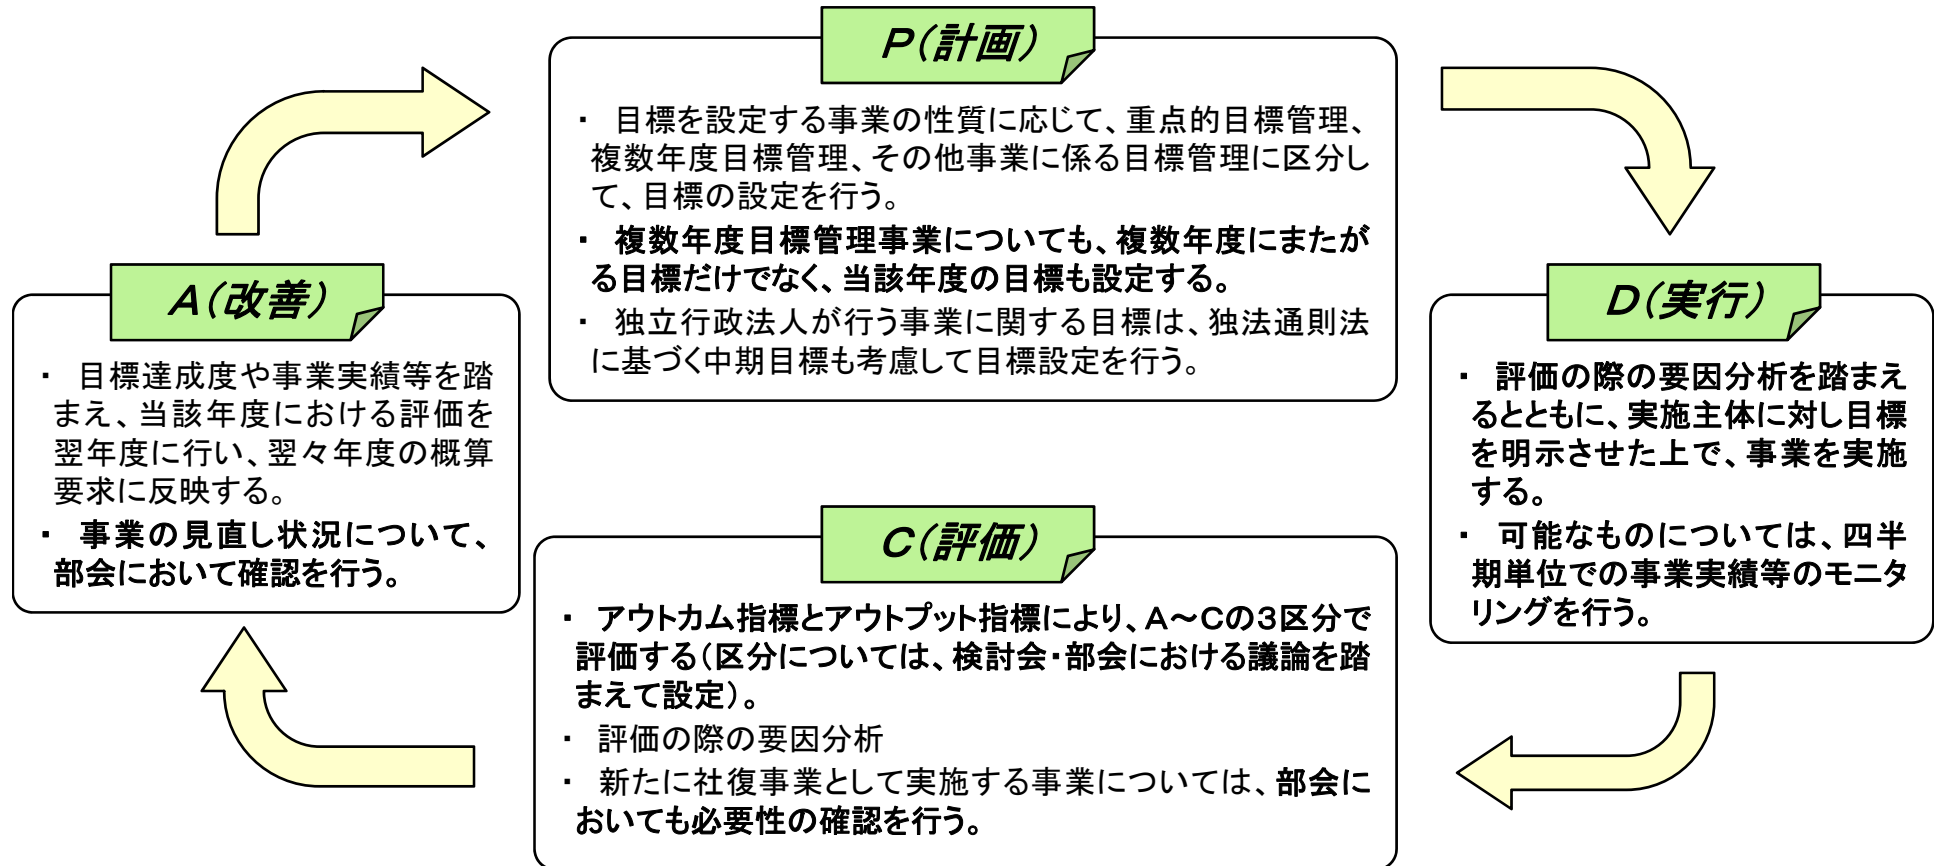 P(計画)
・ 目標を設定する事業の性質に応じて、重点的目標管理、
複数年度目標管理、その他事業に係る目標管理に区分し
て、目標の設定を行う。
・ 複数年度目標管理事業についても、複数年度にまたが
る目標だけでなく、当該年度の目標も設定する。
・ 独立行政法人が行う事業に関する目標は、独法通則法
に基づく中期目標も考慮して目標設定を行う。
A(改善)
・ 目標達成度や事業実績等を踏
まえ、当該年度における評価を
翌年度に行い、翌々年度の概算
要求に反映する。
・ 事業の見直し状況について、
部会において確認を行う。
D(実行)
・ 評価の際の要因分析を踏まえ
るとともに、実施主体に対し目標
を明示させた上で、事業を実施
する。
・ 可能なものについては、四半
期単位での事業実績等のモニタ
リングを行う。
C(評価)
・ アウトカム指標とアウトプット指標により、A~Cの3区分で
評価する(区分については、検討会・部会における議論を踏
まえて設定)。
・ 評価の際の要因分析
・ 新たに社復事業として実施する事業については、部会に
おいても必要性の確認を行う。